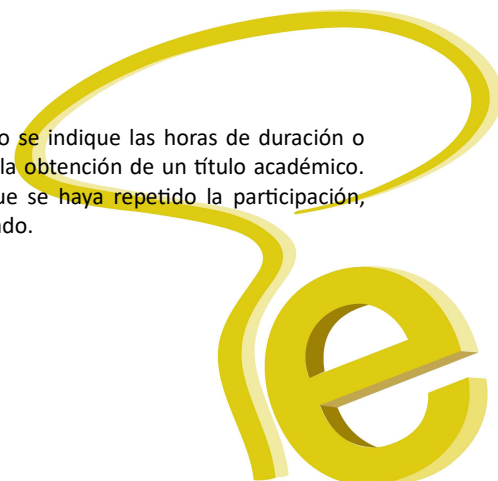 o se indique las horas de duración o
la obtención de un título académico.
ue se haya repetido la participación,
do.
e